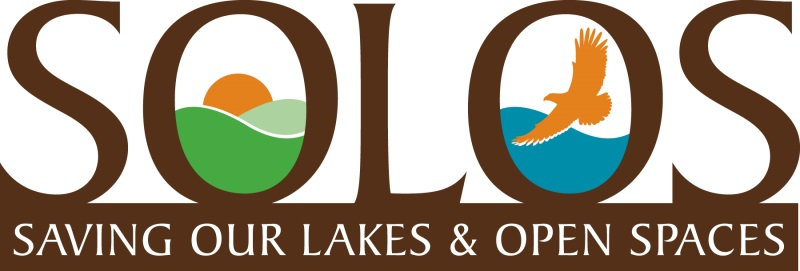 SOLOS
SAVING OUR LAKES & OPEN SPACES